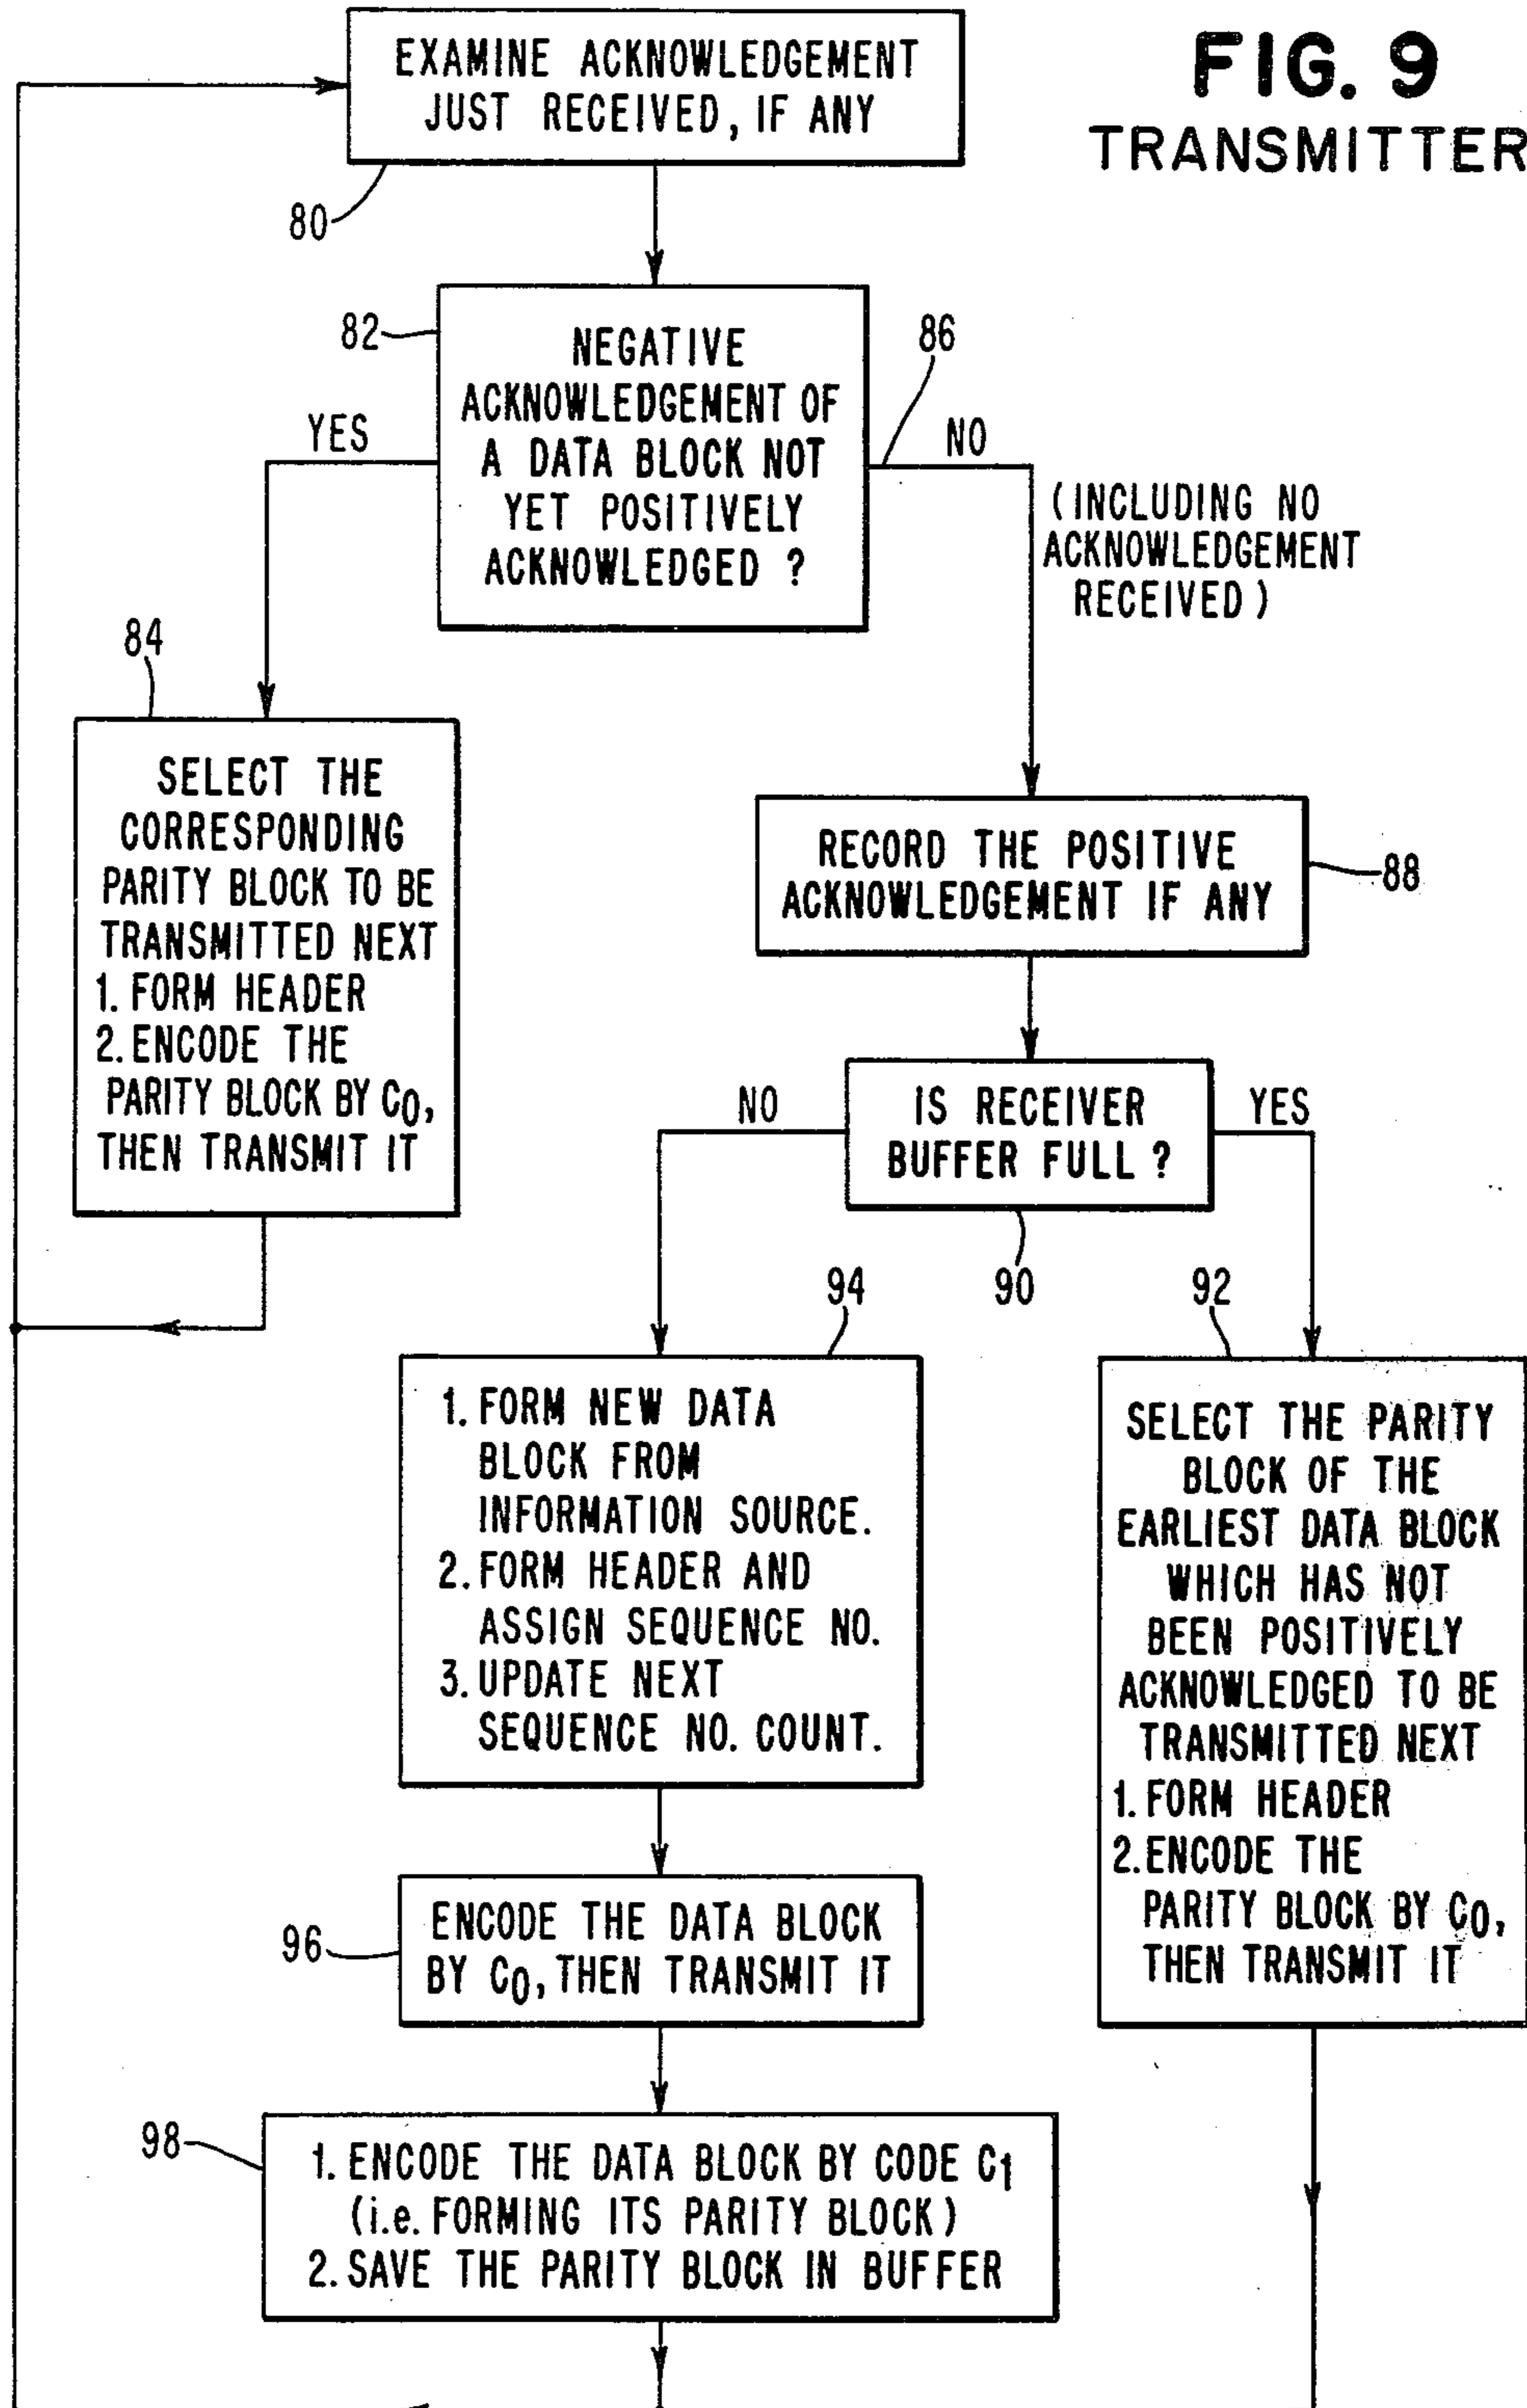 FIG. 9
TRANSMITTER
EXAMINE ACKNOWLEDGEMENT
JUST RECEIVED, IF ANY
80
82
NEGATIVE
ACKNOWLEDGEMENT OF
A DATA BLOCK NOT
YET POSITIVELY
ACKNOWLEDGED ?
86
YES
NO
(INCLUDING NO
ACKNOWLEDGEMENT
RECEIVED)
84
SELECT THE
CORRESPONDING
PARITY BLOCK TO BE
TRANSMITTED NEXT
1. FORM HEADER
2. ENCODE THE
PARITY BLOCK BY C0,
THEN TRANSMIT IT
RECORD THE POSITIVE
ACKNOWLEDGEMENT IF ANY
88
NO
IS RECEIVER
BUFFER FULL ?
YES
90
94
92
1. FORM NEW DATA
BLOCK FROM
INFORMATION SOURCE.
2. FORM HEADER AND
ASSIGN SEQUENCE NO.
3. UPDATE NEXT
SEQUENCE NO. COUNT.
SELECT THE PARITY
BLOCK OF THE
EARLIEST DATA BLOCK
WHICH HAS NOT
BEEN POSITIVELY
ACKNOWLEDGED TO BE
TRANSMITTED NEXT
1. FORM HEADER
2. ENCODE THE
PARITY BLOCK BY C0,
THEN TRANSMIT IT
96
ENCODE THE DATA BLOCK
BY C0, THEN TRANSMIT IT
98
1. ENCODE THE DATA BLOCK BY CODE C1
(i.e. FORMING ITS PARITY BLOCK)
2. SAVE THE PARITY BLOCK IN BUFFER